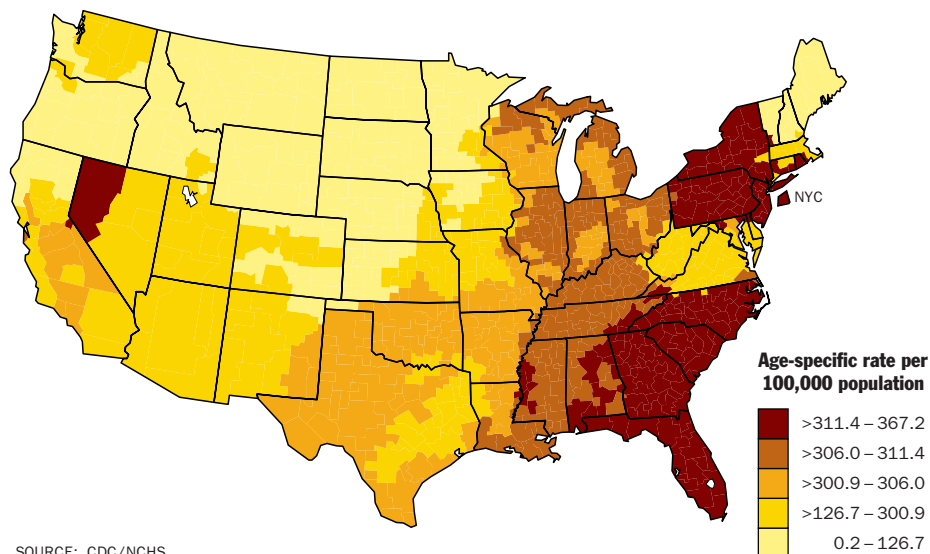 NYC
Age-specific rate per
100,000 population
>311.4 – 367.2
>306.0 – 311.4
>300.9 – 306.0
>126.7 – 300.9
0.2 – 126.7
SOURCE: CDC/NCHS